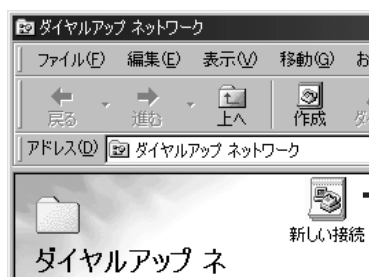 ダイヤルアップ ネットワーク
ファイル(F) 編集(E) 表示(V) 移動(G) お
戻る 進む 上へ 作成 ダ
アドレス(D) ダイヤルアップ ネットワーク
新しい接続
ダイヤルアップ ネ